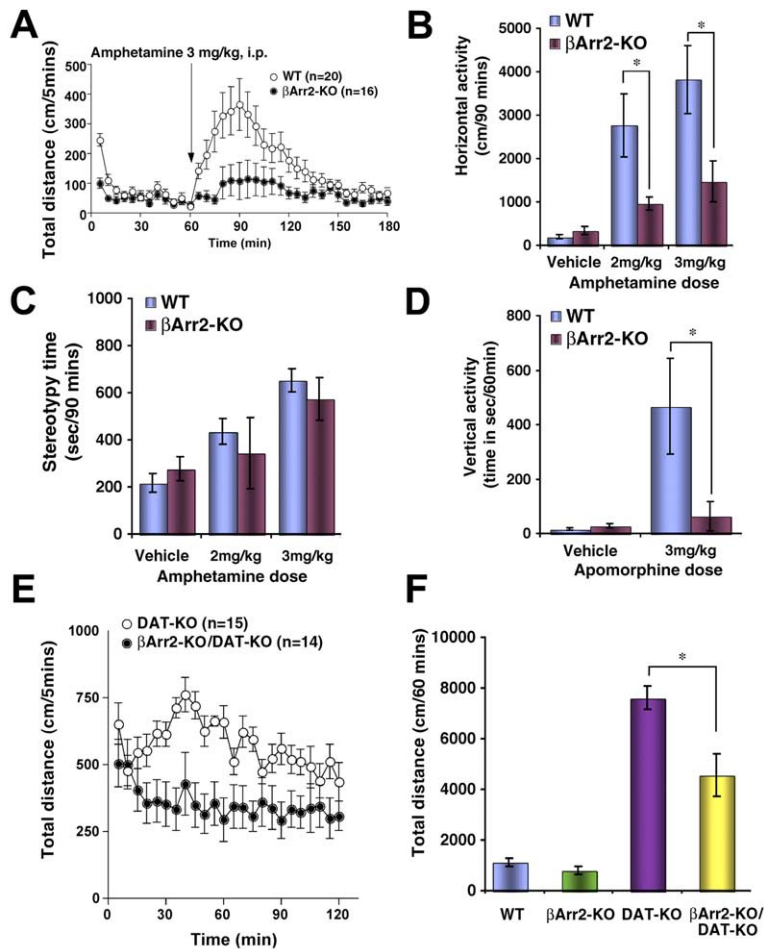 A
Amphetamine 3 mg/kg, i.p.
WT (n=20)
βArr2-KO (n=16)
Total distance (cm/5mins)
500
400
300
200
100
0
0 30 60 90 120 150 180
Time (min)
B
WT
βArr2-KO
Horizontal activity
(cm/90 mins)
5000
4000
3000
2000
1000
0
* *
Vehicle 2mg/kg 3mg/kg
Amphetamine dose
C
WT
βArr2-KO
Stereotypy time
(sec/90 mins)
1000
800
600
400
200
0
Vehicle 2mg/kg 3mg/kg
Amphetamine dose
D
WT
βArr2-KO
Vertical activity
(time in sec/60min)
800
600
400
200
0
*
Vehicle 3mg/kg
Apomorphine dose
E
DAT-KO (n=15)
βArr2-KO/DAT-KO (n=14)
Total distance (cm/5mins)
1000
750
500
250
0
0 30 60 90 120
Time (min)
F
Total distance (cm/60 mins)
10000
8000
6000
4000
2000
0
*
WT βArr2-KO DAT-KO βArr2-KO/
DAT-KO